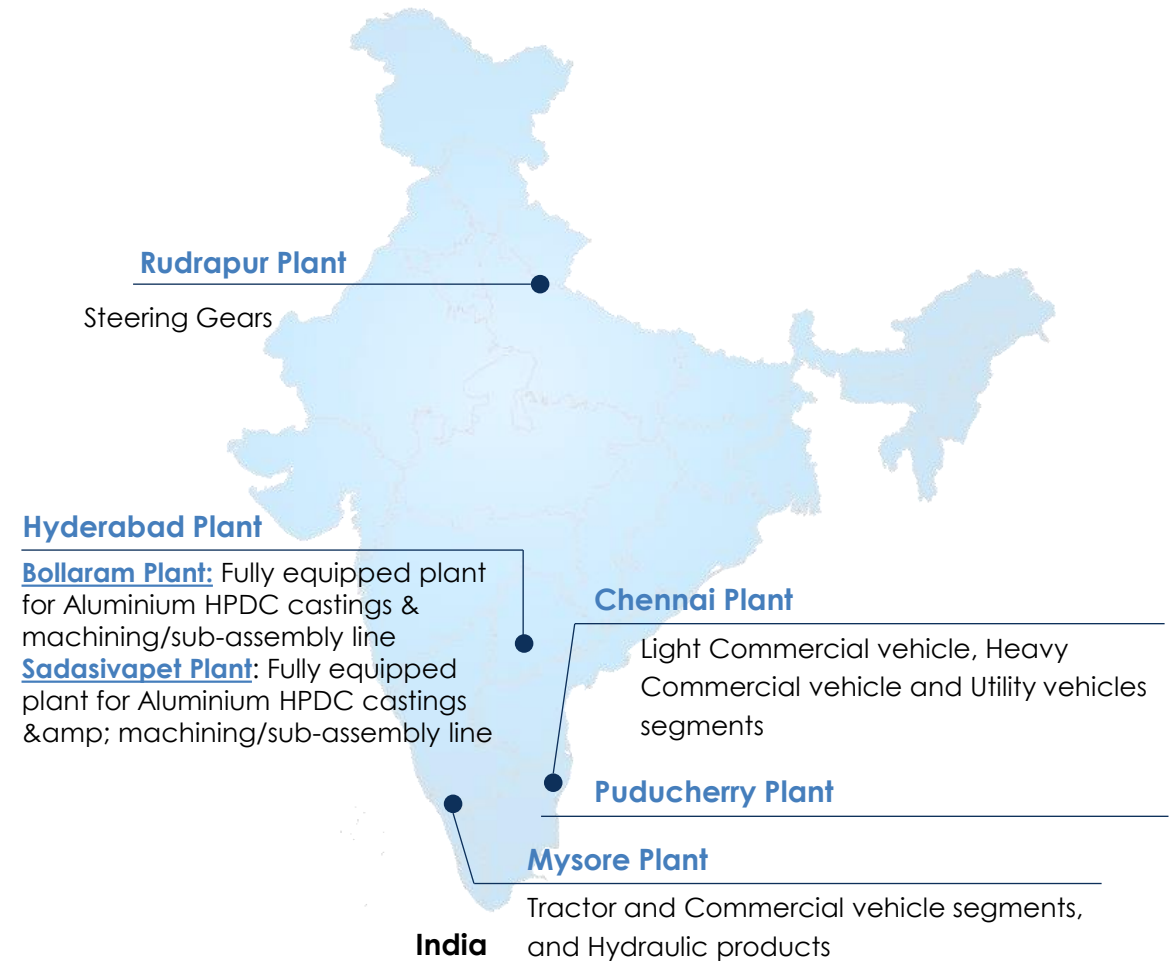 Rudrapur Plant
Steering Gears
Hyderabad Plant
Bollaram Plant: Fully equipped plant
for Aluminium HPDC castings &
machining/sub-assembly line
Sadasivapet Plant: Fully equipped
plant for Aluminium HPDC castings
&amp; machining/sub-assembly line
Chennai Plant
Light Commercial vehicle, Heavy
Commercial vehicle and Utility vehicles
segments
Puducherry Plant
Mysore Plant
Tractor and Commercial vehicle segments,
and Hydraulic products
India